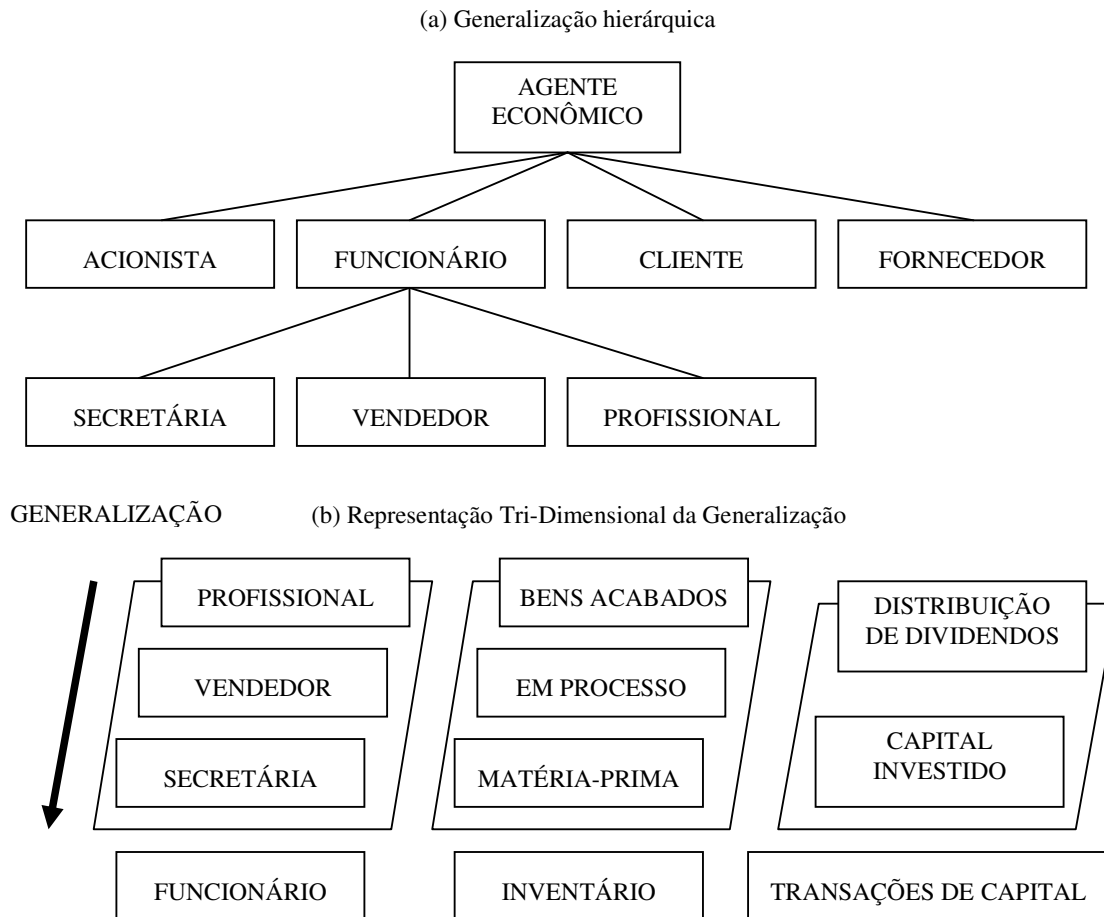 (a) Generalização hierárquica
AGENTE
ECONÔMICO
ACIONISTA
FUNCIONÁRIO
CLIENTE
FORNECEDOR
SECRETÁRIA
VENDEDOR
PROFISSIONAL
GENERALIZAÇÃO
(b) Representação Tri-Dimensional da Generalização
PROFISSIONAL
VENDEDOR
SECRETÁRIA
FUNCIONÁRIO
BENS ACABADOS
EM PROCESSO
MATÉRIA-PRIMA
INVENTÁRIO
DISTRIBUIÇÃO
DE DIVIDENDOS
CAPITAL
INVESTIDO
TRANSAÇÕES DE CAPITAL